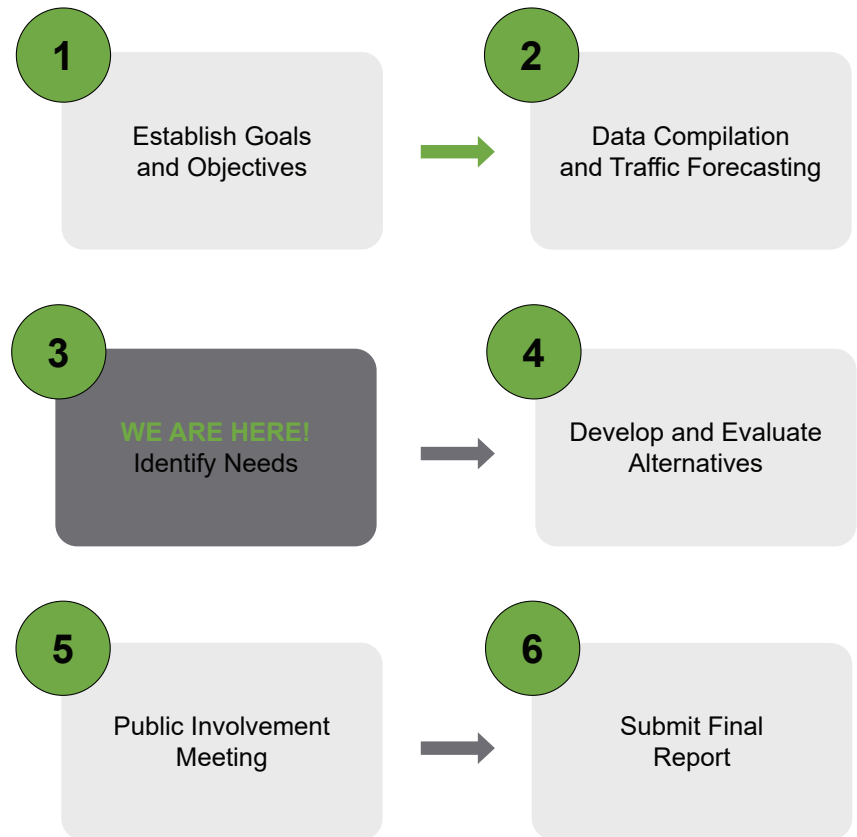 1
Establish Goals
and Objectives
2
Data Compilation
and Traffic Forecasting
3
WE ARE HERE!
Identify Needs
4
Develop and Evaluate
Alternatives
5
Public Involvement
Meeting
6
Submit Final
Report